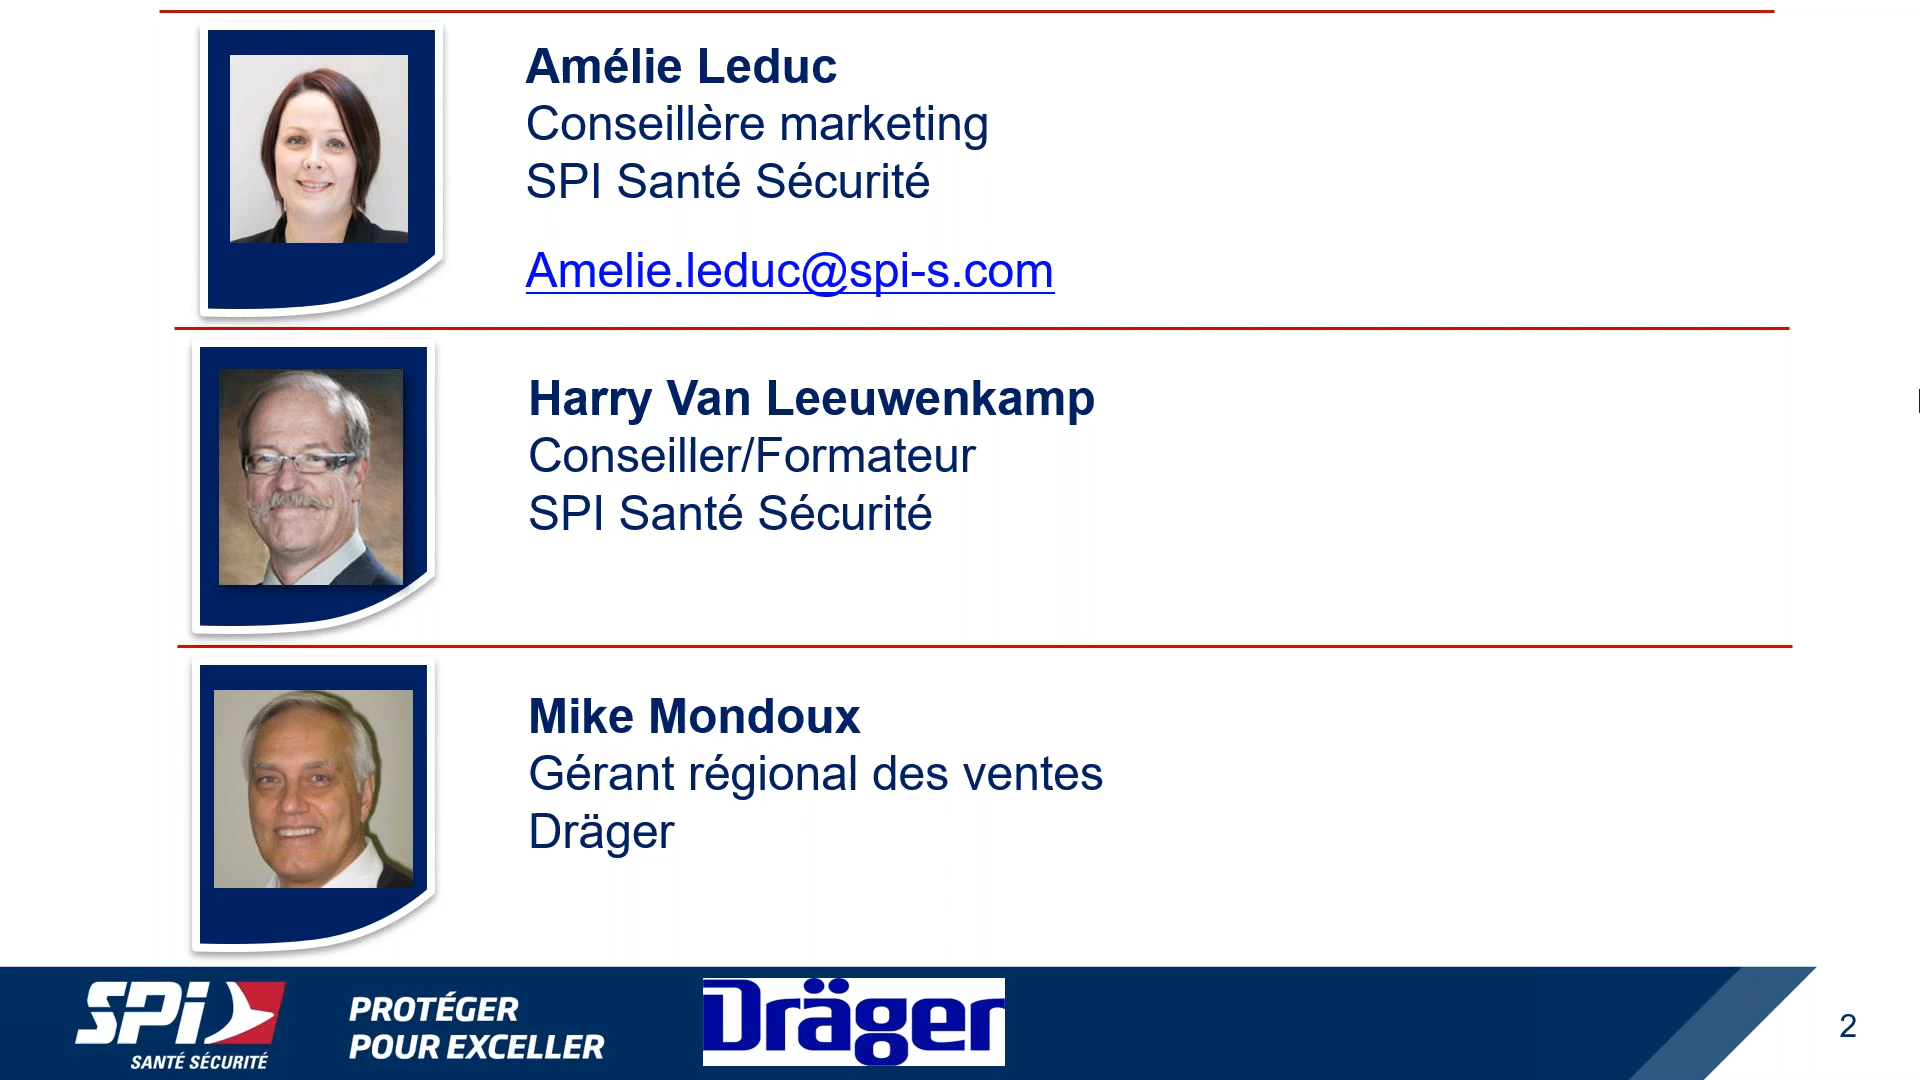 Amélie Leduc
Conseillère marketing
SPI Santé Sécurité
Amelie.leduc@spi-s.com
Harry Van Leeuwenkamp
Conseiller/Formateur
SPI Santé Sécurité
Mike Mondoux
Gérant régional des ventes
Dräger
SPi
SANTÉ SÉCURITÉ
PROTÉGER
POUR EXCELLER
Dräger
2